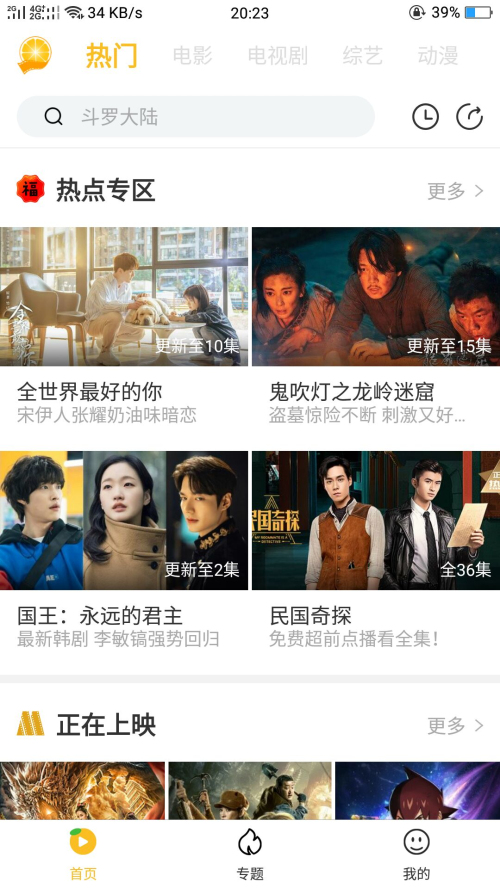 2G 4G 2G 34 KB/s 20:23 39%
热门 电影 电视剧 综艺 动漫
斗罗大陆
福 热点专区 更多
更新至10集 更新至15集
全世界最好的你 鬼吹灯之龙岭迷窟
宋伊人张耀奶油味暗恋 盗墓惊险不断 刺激又好...
民国奇探
MY ROOMMATE IS A DETECTIVE
更新至2集 全36集
国王：永远的君主 民国奇探
最新韩剧 李敏镐强势回归 免费超前点播看全集！
正在上映 更多
首页 专题 我的